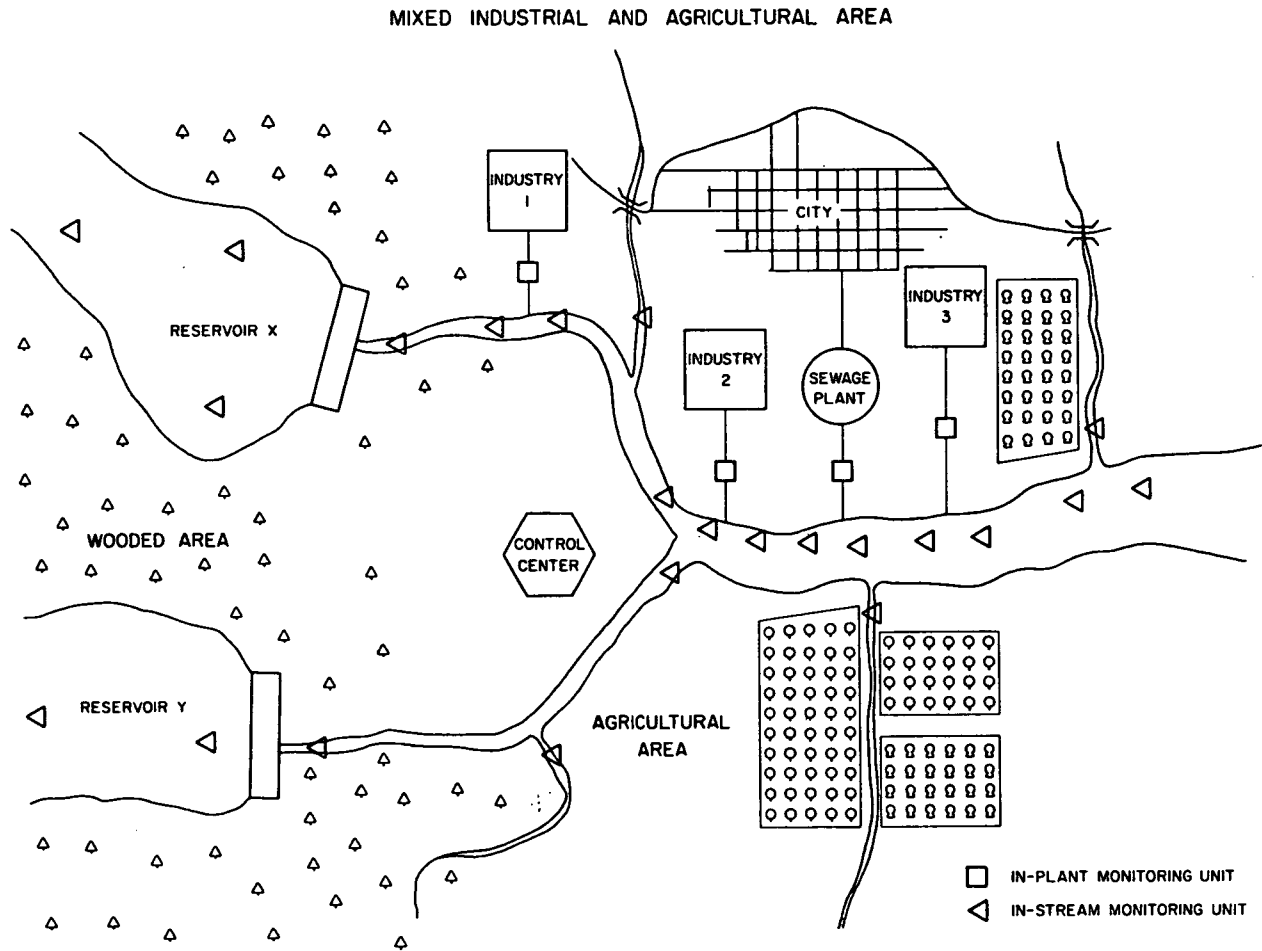 MIXED INDUSTRIAL AND AGRICULTURAL AREA
INDUSTRY
1
CITY
INDUSTRY
3
RESERVOIR X
INDUSTRY
2
SEWAGE
PLANT
WOODED AREA
CONTROL
CENTER
RESERVOIR Y
AGRICULTURAL
AREA
IN-PLANT MONITORING UNIT
IN-STREAM MONITORING UNIT